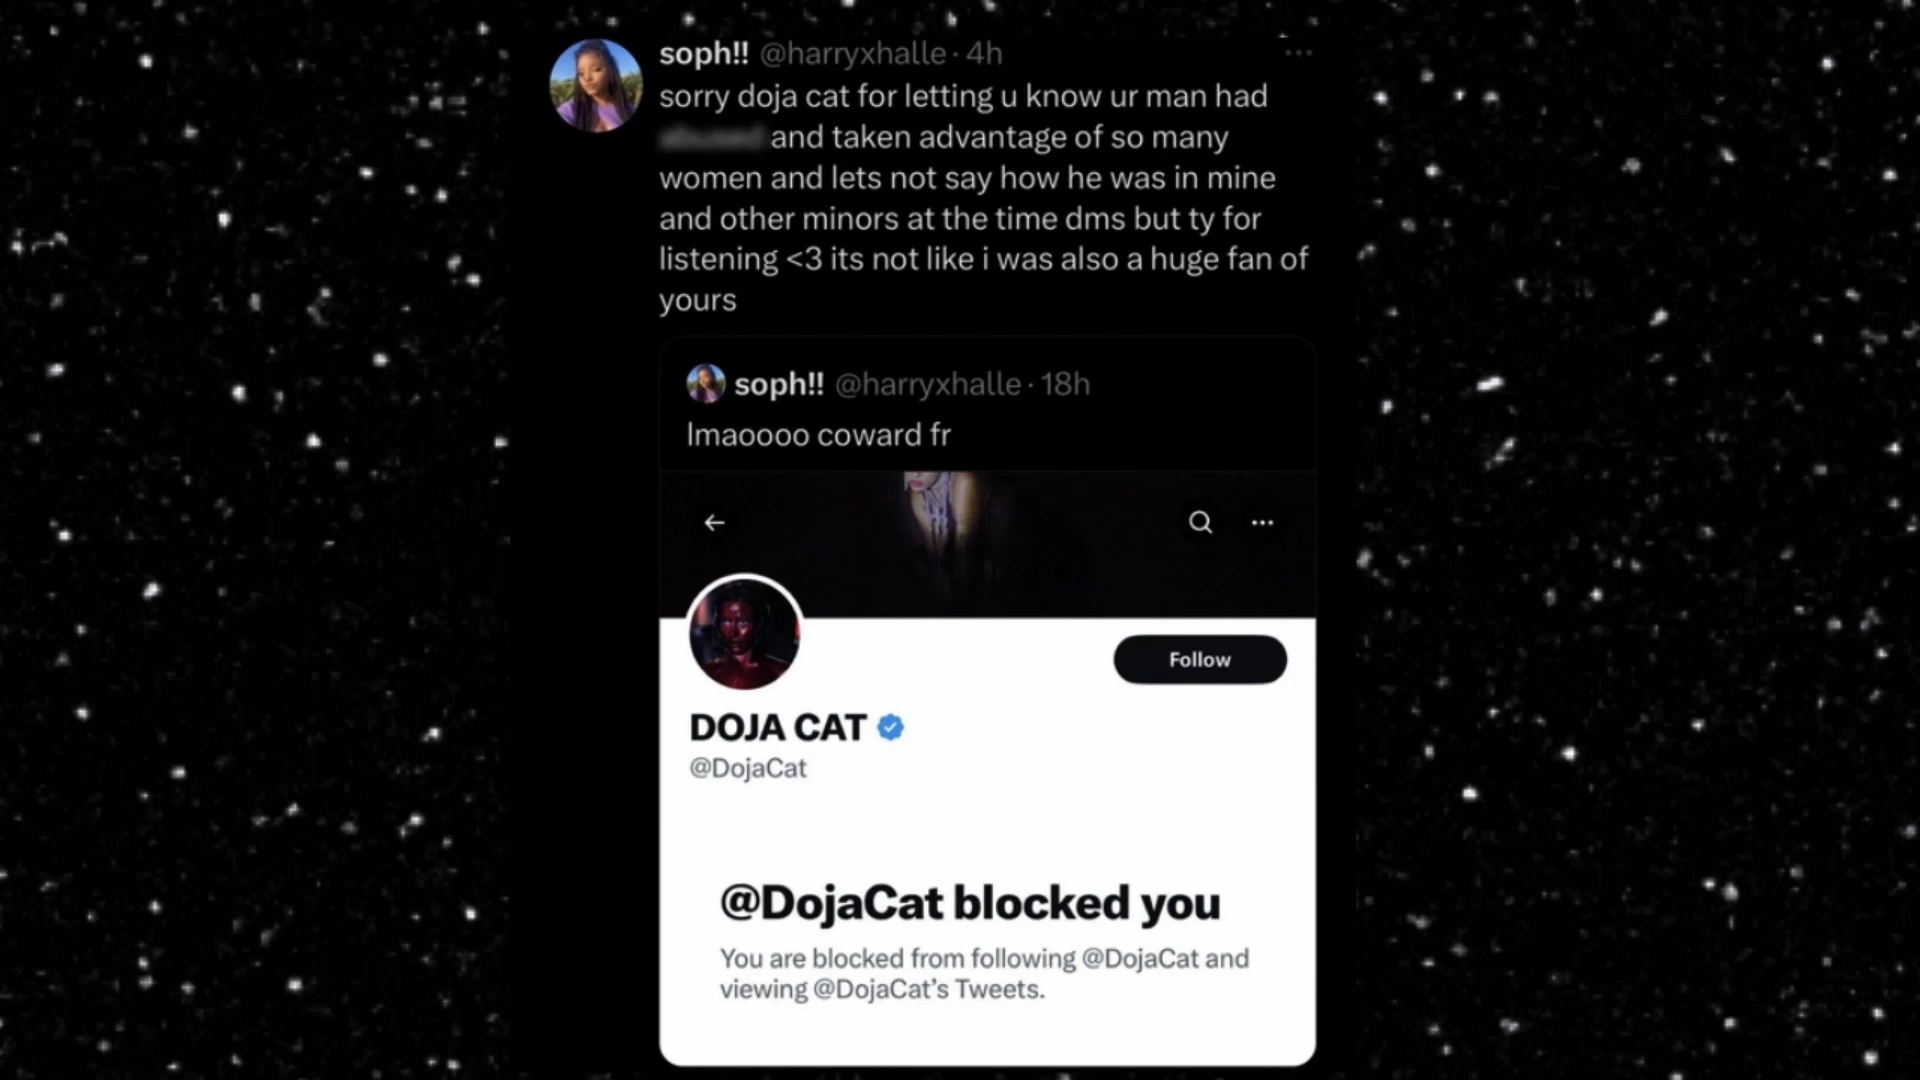 soph!! @harryxhalle · 4h
sorry doja cat for letting u know ur man had
and taken advantage of so many
women and lets not say how he was in mine
and other minors at the time dms but ty for
listening <3 its not like i was also a huge fan of
yours
soph!! @harryxhalle · 18h
lmaoooo coward fr
Follow
DOJA CAT
@DojaCat
@DojaCat blocked you
You are blocked from following @DojaCat and
viewing @DojaCat’s Tweets.